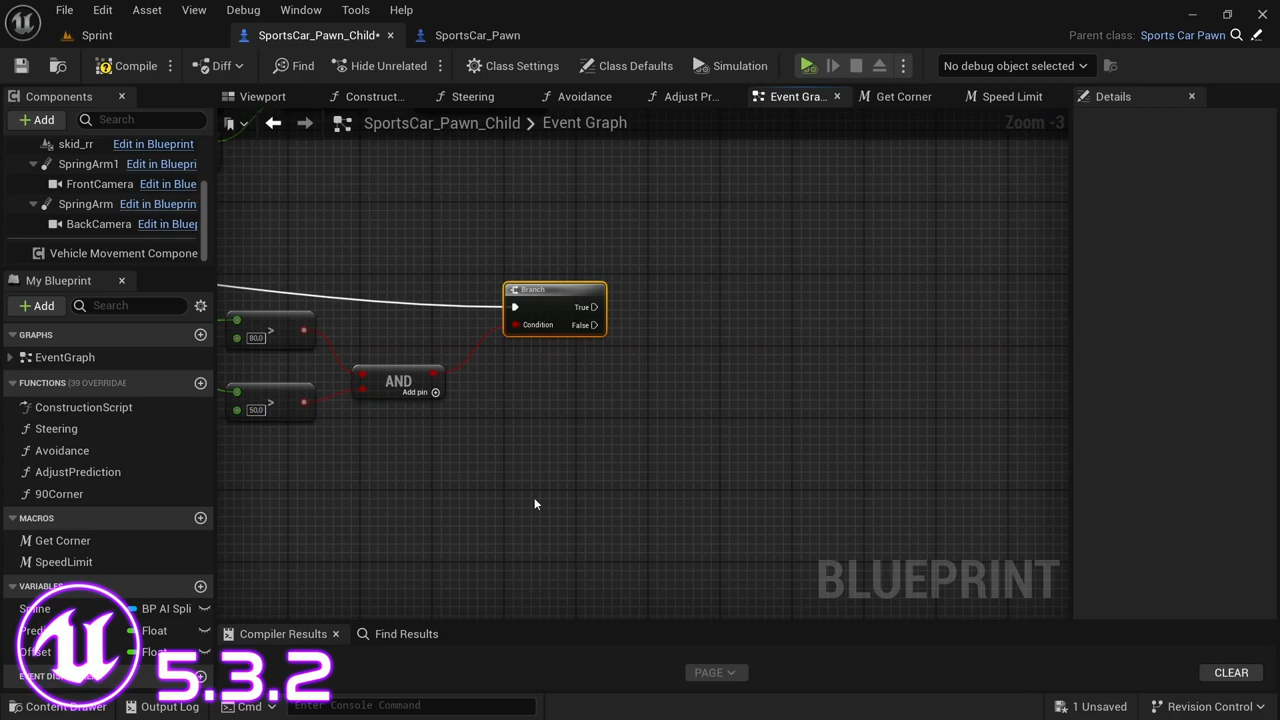 File Edit Asset View Debug Window Tools Help
Sprint SportsCar_Pawn_Child* SportsCar_Pawn Parent class: Sports Car Pawn
Compile Diff Find Hide Unrelated Class Settings Class Defaults Simulation No debug object selected
Components Viewport Construct... Steering Avoidance Adjust Pr... Event Gra... Get Corner Speed Limit Details
Add Search SportsCar_Pawn_Child Event Graph Zoom -3
skid_rr Edit in Blueprint
SpringArm1 Edit in Bluepri
FrontCamera Edit in Blue
SpringArm Edit in Blueprin
BackCamera Edit in Bluep
Vehicle Movement Compone
My Blueprint
Add Search
GRAPHS
EventGraph
FUNCTIONS (39 OVERRIDAE
ConstructionScript
Steering
Avoidance
AdjustPrediction
90Corner
MACROS
Get Corner
SpeedLimit
VARIABLES
Spline BP AI Spli
Float
Offset Float
Branch
True
Condition False
> 80.0
AND
Add pin
> 50.0
BLUEPRINT
Compiler Results Find Results
PAGE CLEAR
5.3.2
Content Drawer Output Log Cmd Enter Console Command 1 Unsaved Revision Control